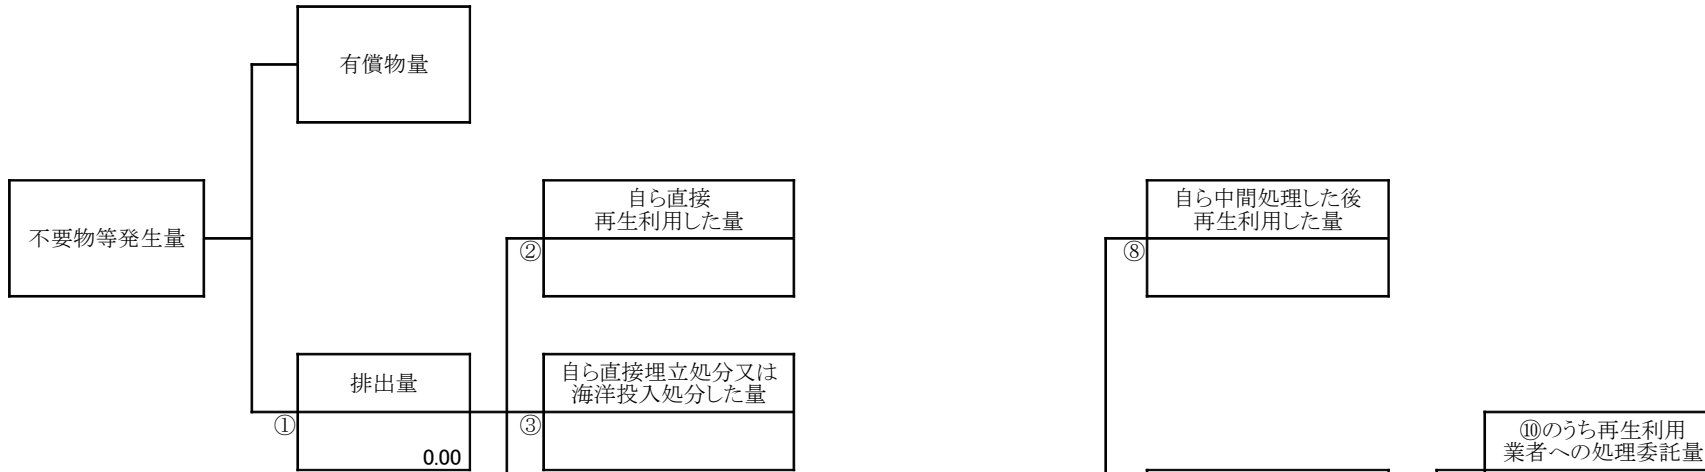 有償物量
不要物等発生量
自ら直接
再生利用した量
②
自ら中間処理した後
再生利用した量
⑧
排出量
①
0.00
自ら直接埋立処分又は
海洋投入処分した量
③
⑩のうち再生利用
業者への処理委託量